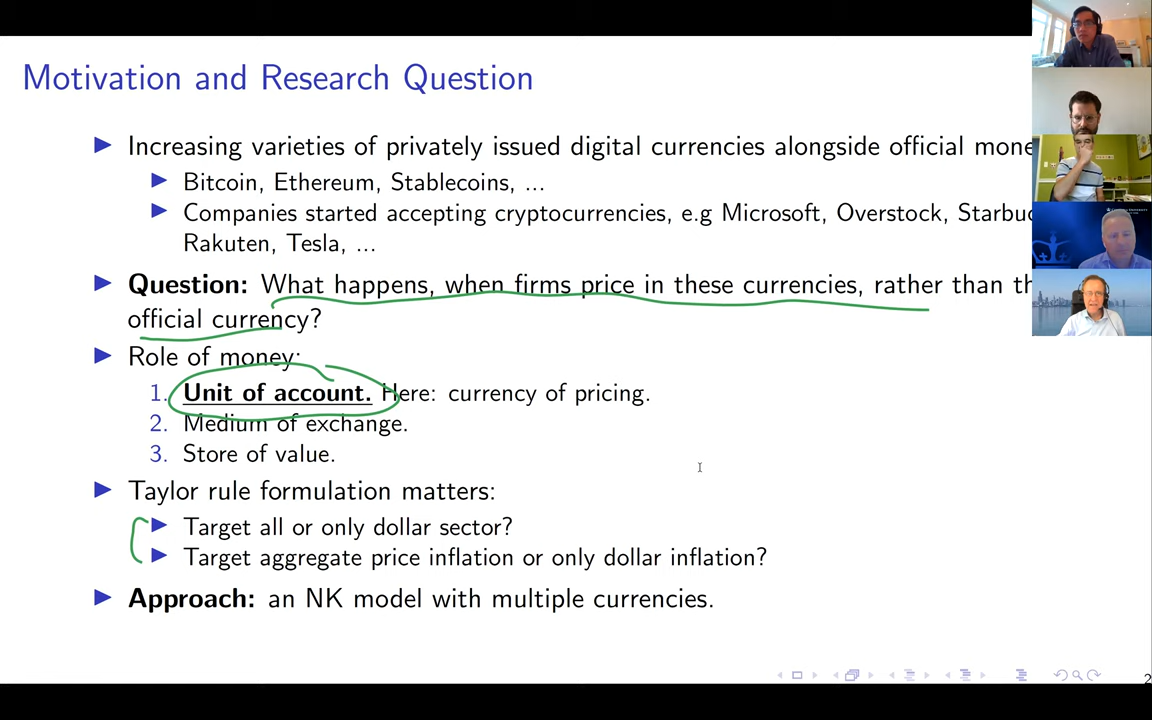 Motivation and Research Question
Increasing varieties of privately issued digital currencies alongside official mone
Bitcoin, Ethereum, Stablecoins, ...
Companies started accepting cryptocurrencies, e.g Microsoft, Overstock, Starbu
Rakuten, Tesla, ...
Question: What happens, when firms price in these currencies, rather than th
official currency?
Role of money:
1. Unit of account. Here: currency of pricing.
2. Medium of exchange.
3. Store of value.
Taylor rule formulation matters:
Target all or only dollar sector?
Target aggregate price inflation or only dollar inflation?
Approach: an NK model with multiple currencies.
2